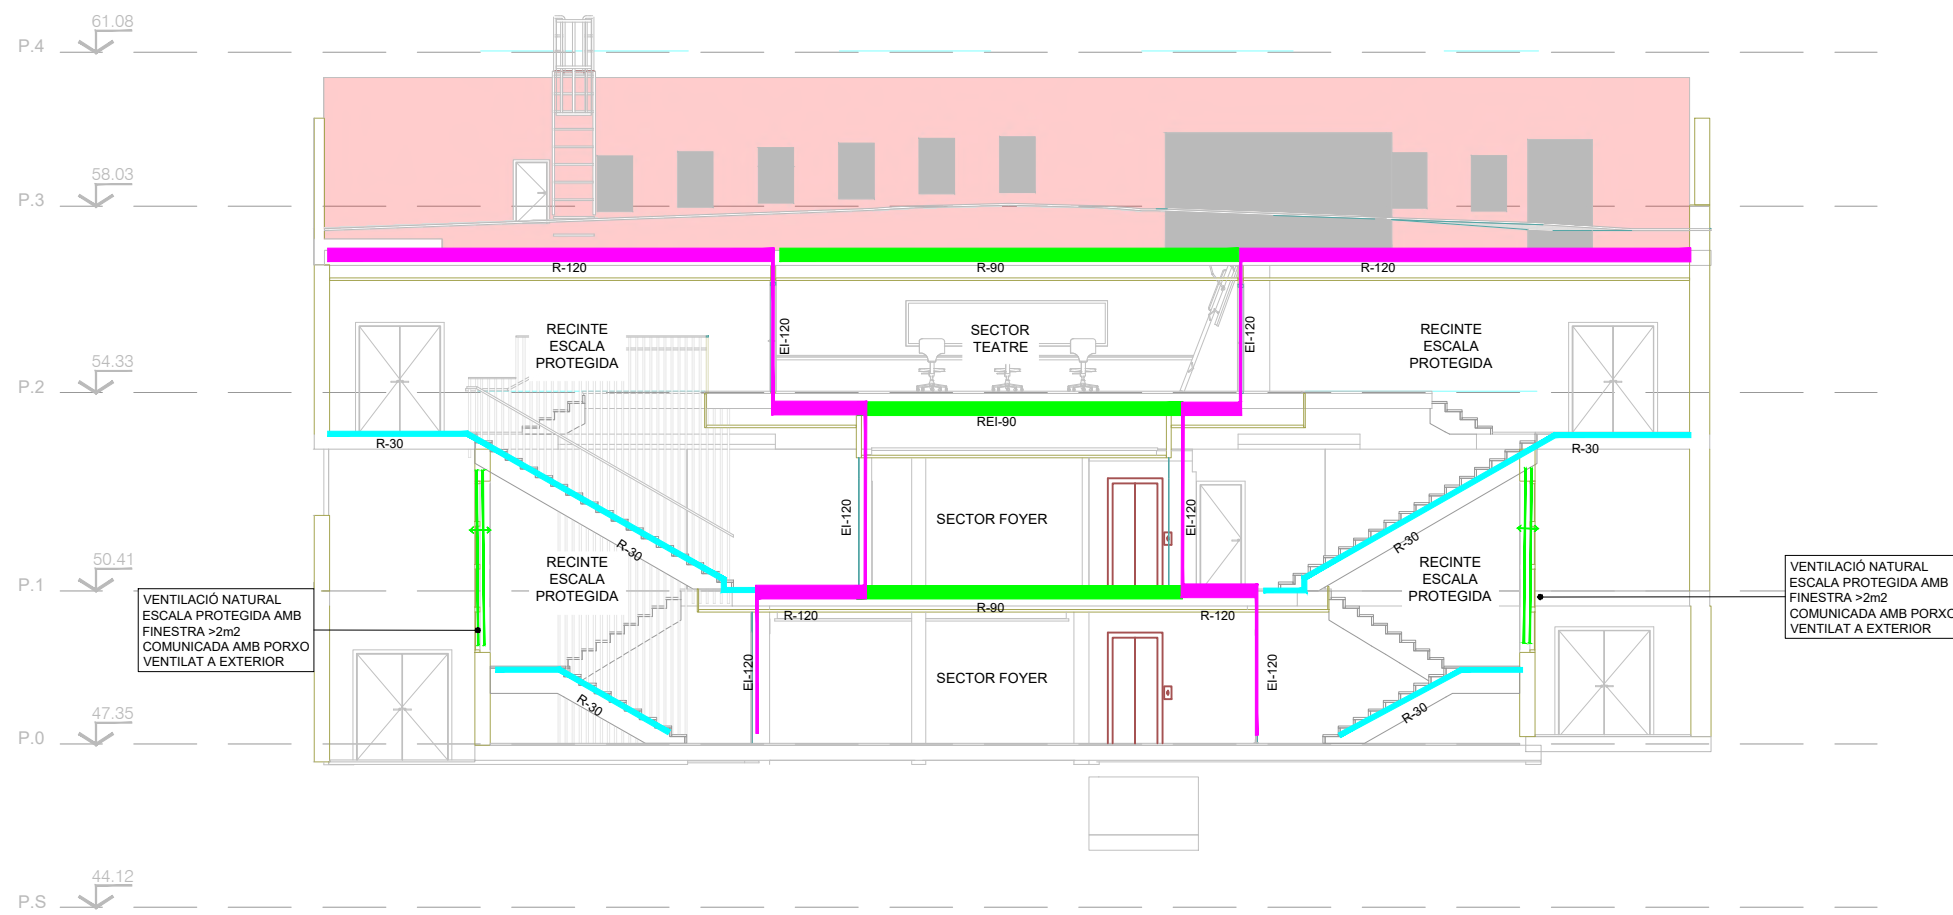 61.08
P.4
58.03
P.3
R-120
R-90
R-120
EI-120
EI-120
RECINTE
ESCALA
PROTEGIDA
SECTOR
TEATRE
RECINTE
ESCALA
PROTEGIDA
54.33
P.2
REI-90
R-30
R-30
EI-120
EI-120
SECTOR FOYER
R-30
R-30
50.41
P.1
RECINTE
ESCALA
PROTEGIDA
RECINTE
ESCALA
PROTEGIDA
VENTILACIÓ NATURAL
ESCALA PROTEGIDA AMB
FINESTRA >2m2
COMUNICADA AMB PORXO
VENTILAT A EXTERIOR
VENTILACIÓ NATURAL
ESCALA PROTEGIDA AMB
FINESTRA >2m2
COMUNICADA AMB PORXO
VENTILAT A EXTERIOR
R-120
R-90
R-120
EI-120
EI-120
SECTOR FOYER
R-30
R-30
47.35
P.0
44.12
P.S